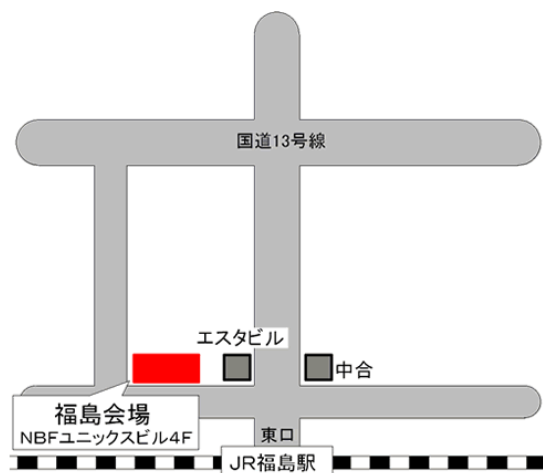 国道13号線
エスタビル
中合
福島会場
NBFユニックスビル4F
東口
JR福島駅